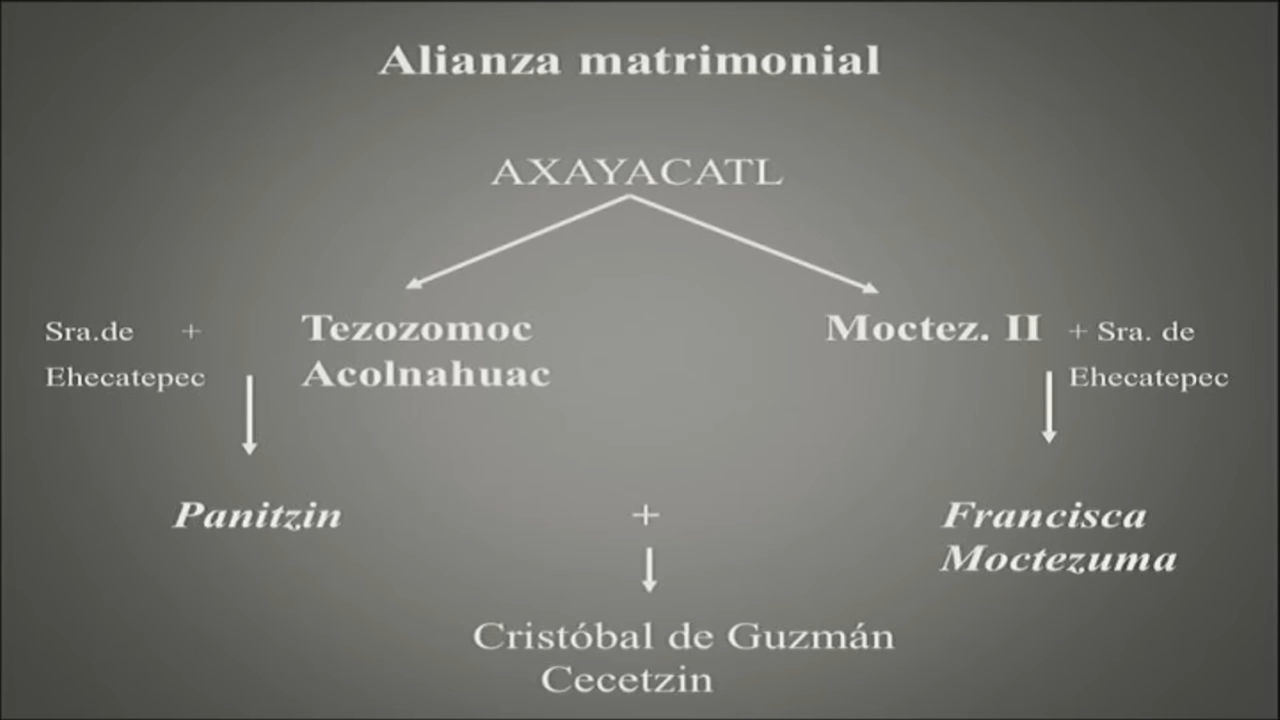 Alianza matrimonial
AXAYACATL
Sra.de + Tezozomoc Moctez. II + Sra. de
Ehecatepec Acolnahuac Ehecatepec
Panitzin + Francisca
Moctezuma
Cristóbal de Guzmán
Cecetzin